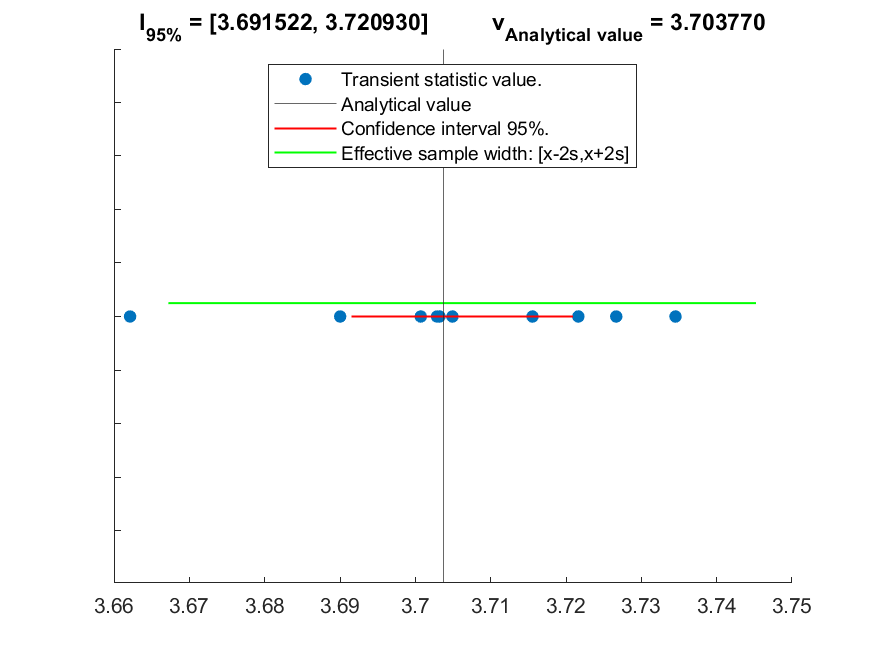 I95% = [3.691522, 3.720930] vAnalytical value = 3.703770
Transient statistic value.
Analytical value
Confidence interval 95%.
Effective sample width: [x-2s,x+2s]
3.66 3.67 3.68 3.69 3.7 3.71 3.72 3.73 3.74 3.75